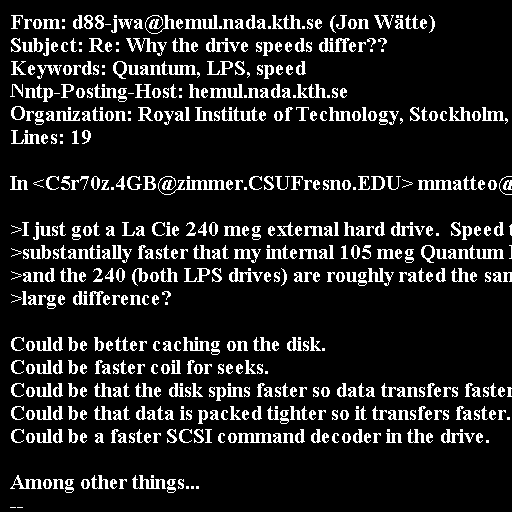 From: d88-jwa@hemul.nada.kth.se (Jon Wätte)
Subject: Re: Why the drive speeds differ??
Keywords: Quantum, LPS, speed
Nntp-Posting-Host: hemul.nada.kth.se
Organization: Royal Institute of Technology, Stockholm,
Lines: 19

In <C5r70z.4GB@zimmer.CSUFresno.EDU> mmatteo@

>I just got a La Cie 240 meg external hard drive.  Speed
>substantially faster that my internal 105 meg Quantum
>and the 240 (both LPS drives) are roughly rated the
>large difference?

Could be better caching on the disk.
Could be faster coil for seeks.
Could be that the disk spins faster so data transfers faster
Could be that data is packed tighter so it transfers faster.
Could be a faster SCSI command decoder in the drive.

Among other things...
--